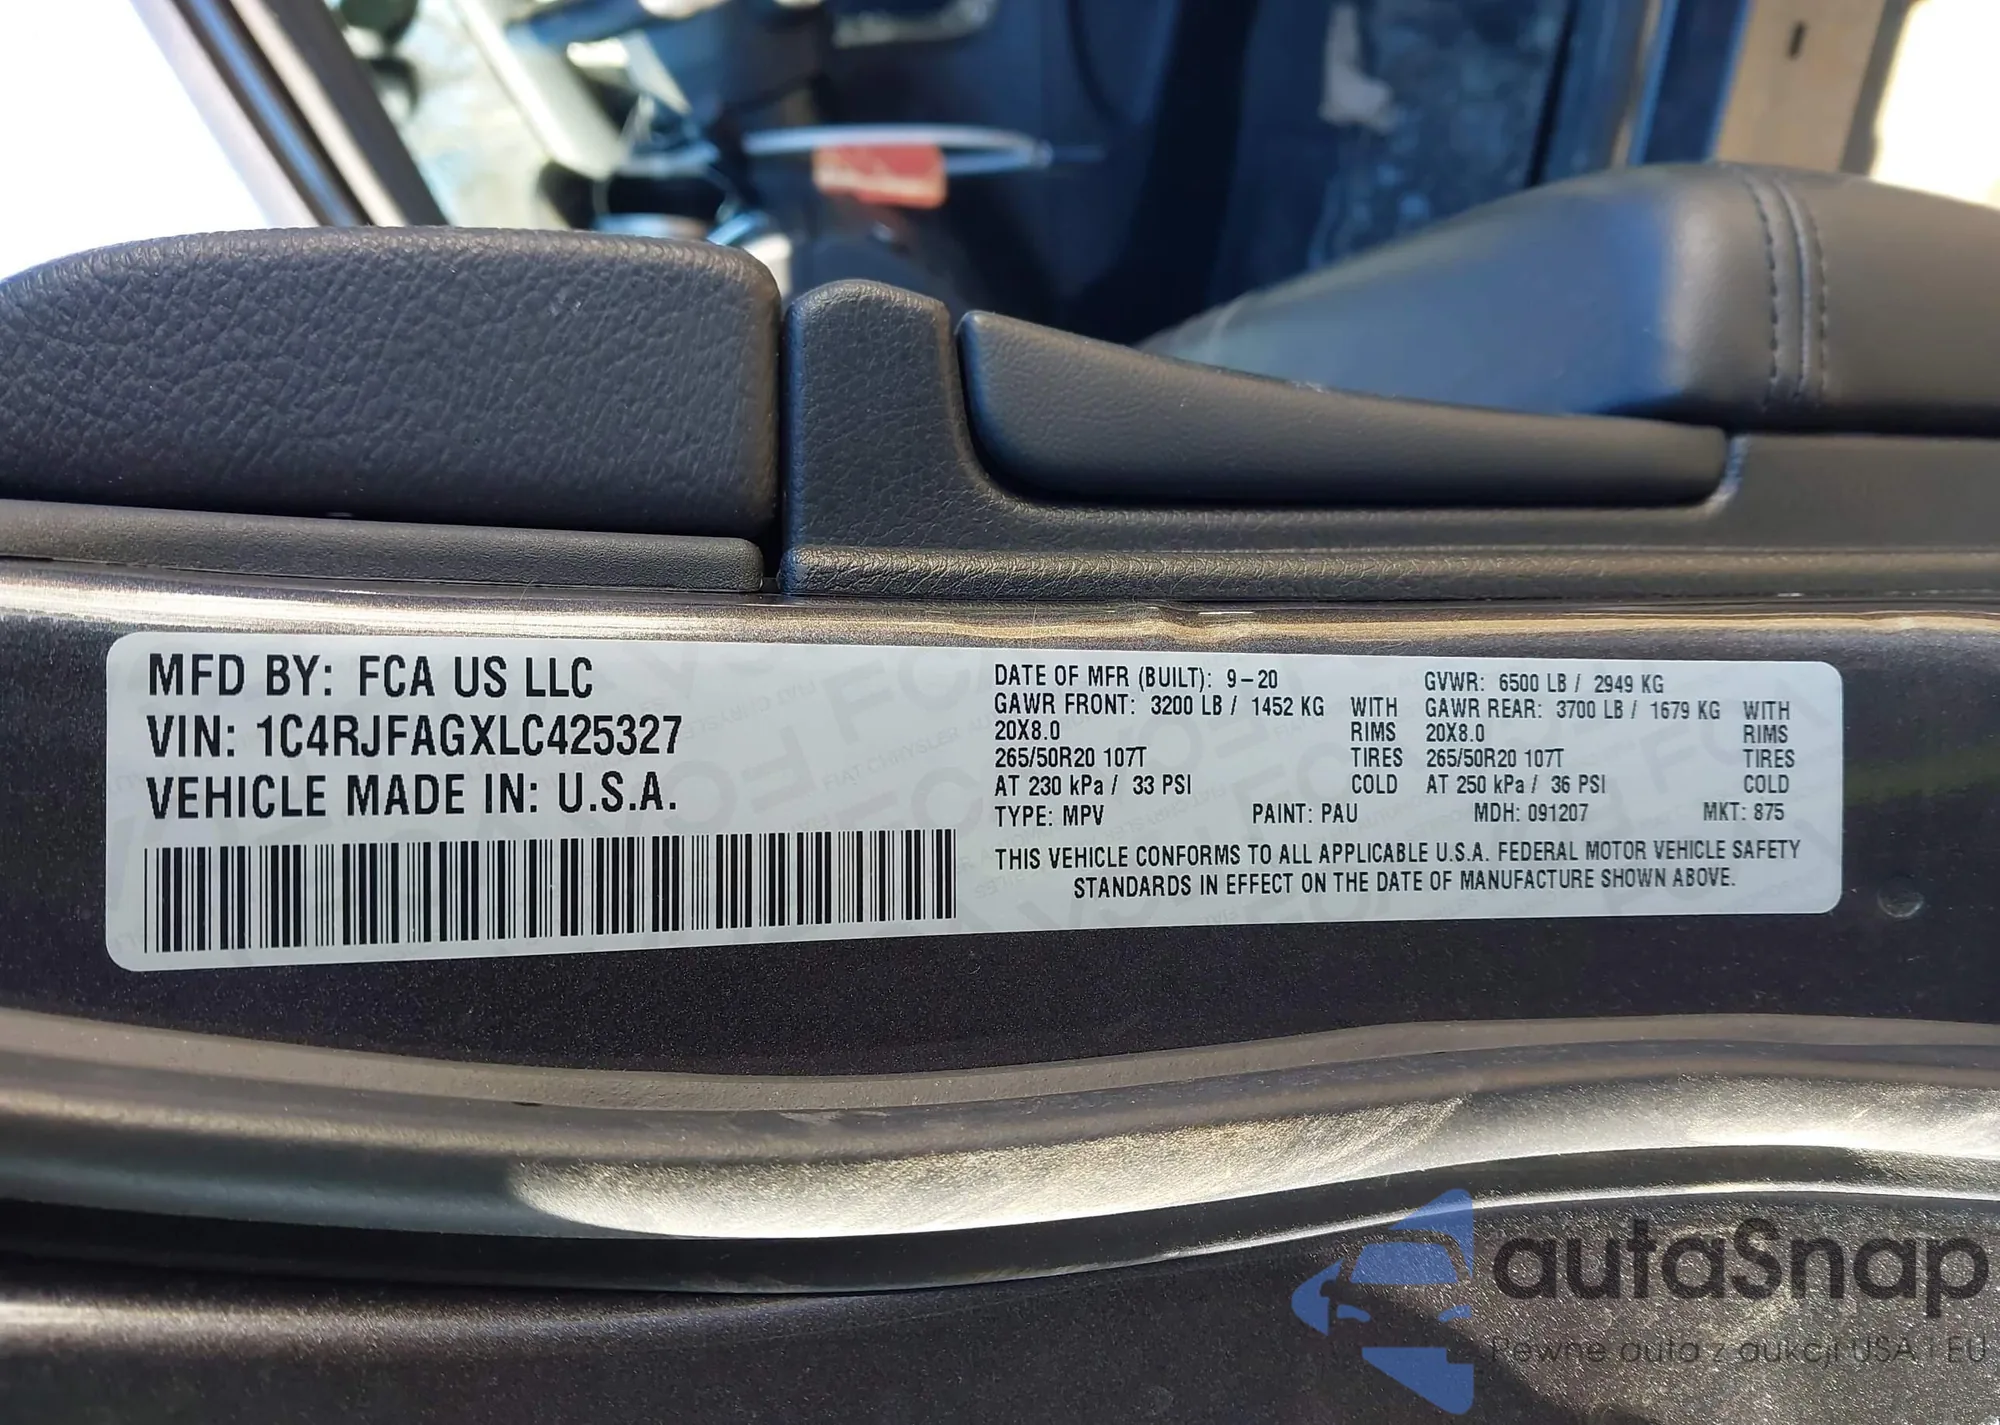 MFD BY: FCA US LLC
VIN: 1C4RJFAGXLC425327
VEHICLE MADE IN: U.S.A.
DATE OF MFR (BUILT): 9-20 GVWR: 6500 LB / 2949 KG
GAWR FRONT: 3200 LB / 1452 KG WITH GAWR REAR: 3700 LB / 1679 KG WITH
20X8.0 RIMS 20X8.0 RIMS
265/50R20 107T TIRES 265/50R20 107T TIRES
AT 230 kPa / 33 PSI COLD AT 250 kPa / 36 PSI COLD
TYPE: MPV PAINT: PAU MDH: 091207 MKT: 875
THIS VEHICLE CONFORMS TO ALL APPLICABLE U.S.A. FEDERAL MOTOR VEHICLE SAFETY
STANDARDS IN EFFECT ON THE DATE OF MANUFACTURE SHOWN ABOVE.
autaSnap
Pewne auta z aukcji USA i EU